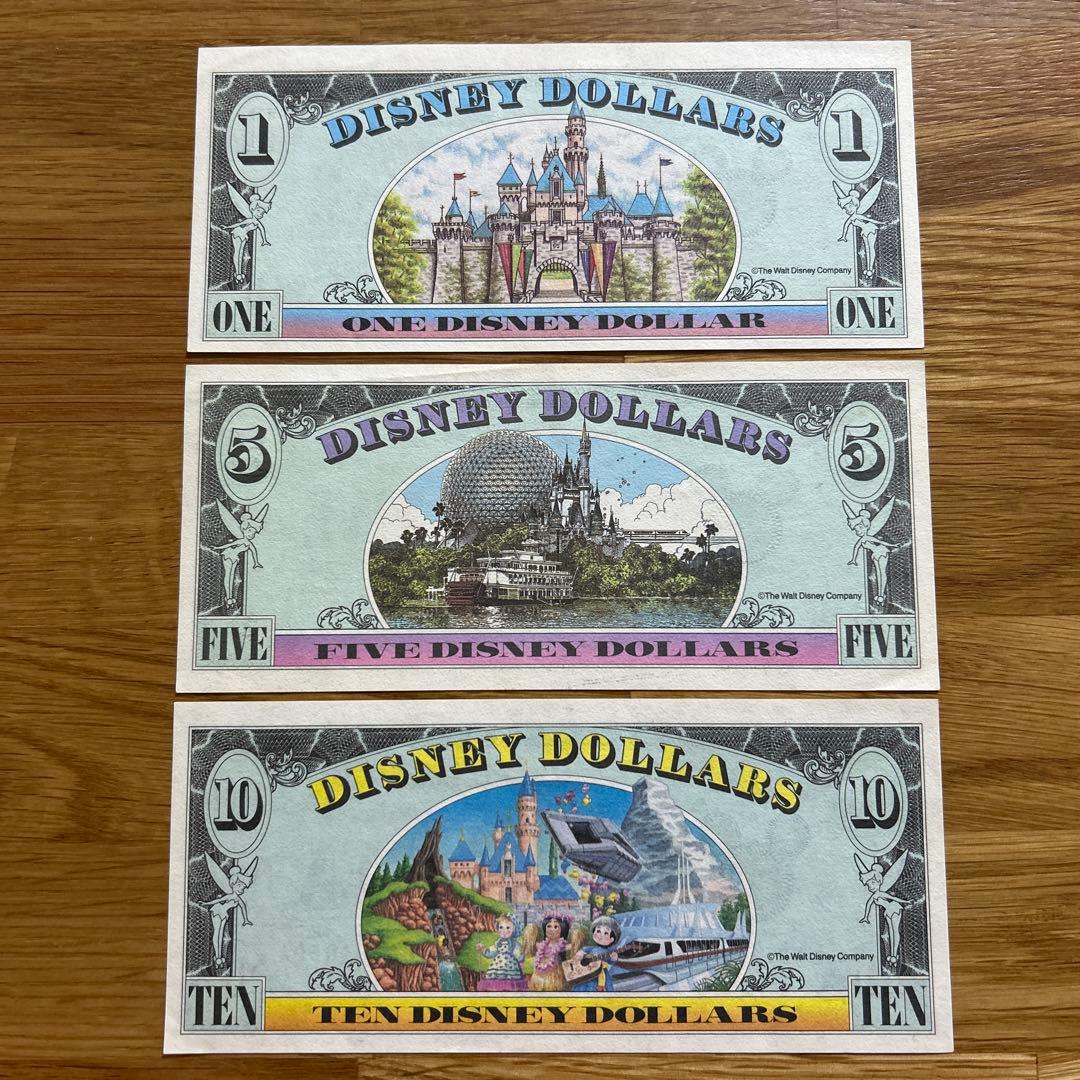 DISNEY DOLLARS
1 1
©The Walt Disney Company
ONE ONE DISNEY DOLLAR ONE
DISNEY DOLLARS
5 5
©The Walt Disney Company
FIVE FIVE DISNEY DOLLARS FIVE
DISNEY DOLLARS
10 10
©The Walt Disney Company
TEN TEN DISNEY DOLLARS TEN